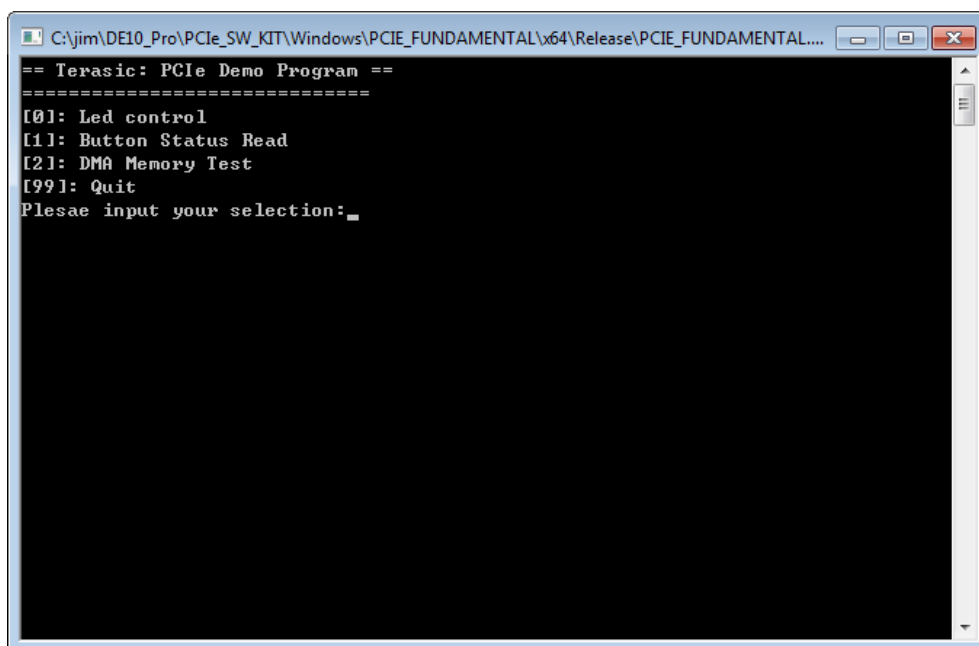 C:\jim\DE10_Pro\PCIe_SW_KIT\Windows\PCIE_FUNDAMENTAL\x64\Release\PCIE_FUNDAMENTAL....
== Terasic: PCIe Demo Program ==
==============================
[0]: Led control
[1]: Button Status Read
[2]: DMA Memory Test
[99]: Quit
Plesae input your selection:_